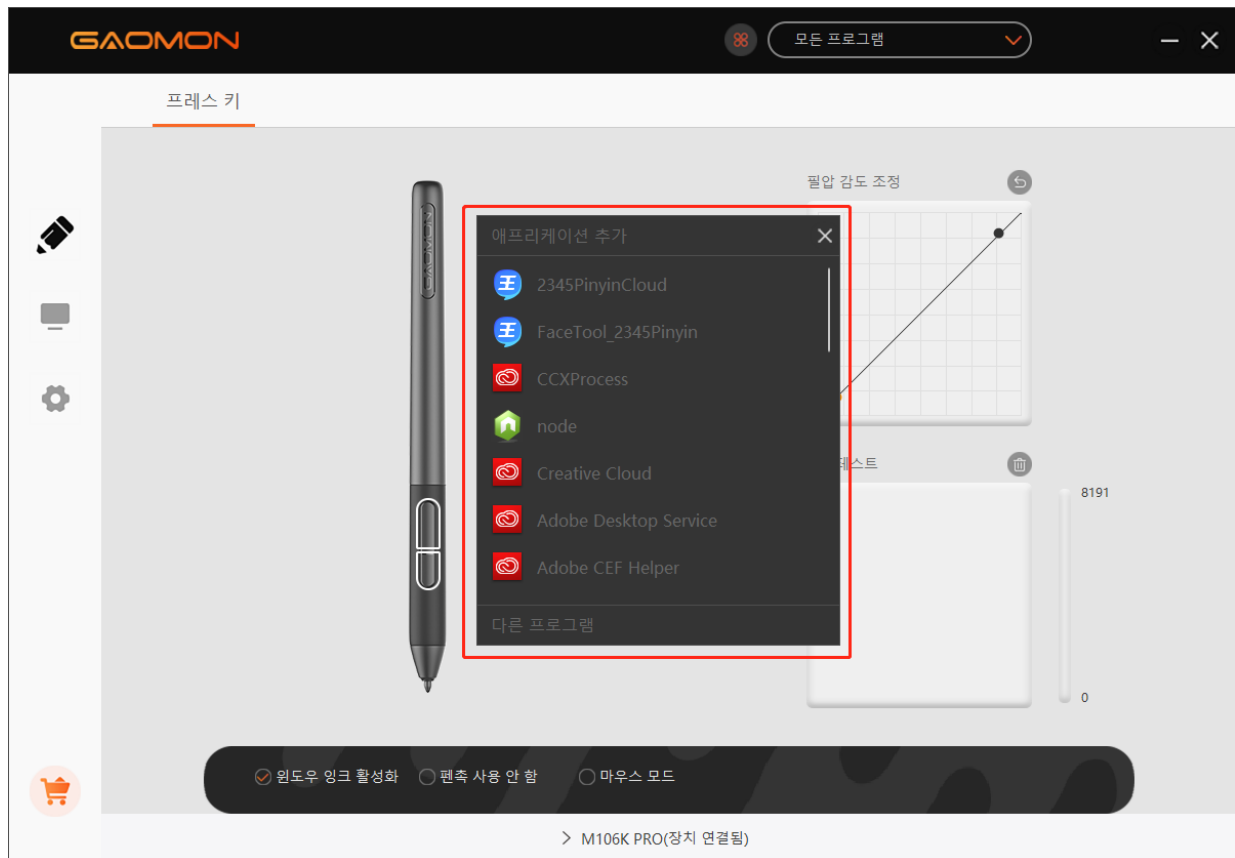 GAOMON
모든 프로그램
프레스 키
필압 감도 조정
GAOMON
애프리케이션 추가
2345PinyinCloud
FaceTool_2345Pinyin
CCXProcess
node
Creative Cloud
Adobe Desktop Service
Adobe CEF Helper
다른 프로그램
테스트
8191
0
윈도우 잉크 활성화 펜촉 사용 안 함 마우스 모드
M106K PRO(장치 연결됨)